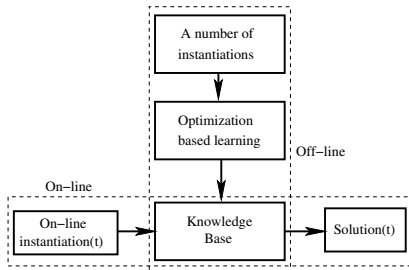 A number of
instantiations
Optimization
based learning
Off−line
On−line
On−line
instantiation(t)
Knowledge
Base
Solution(t)